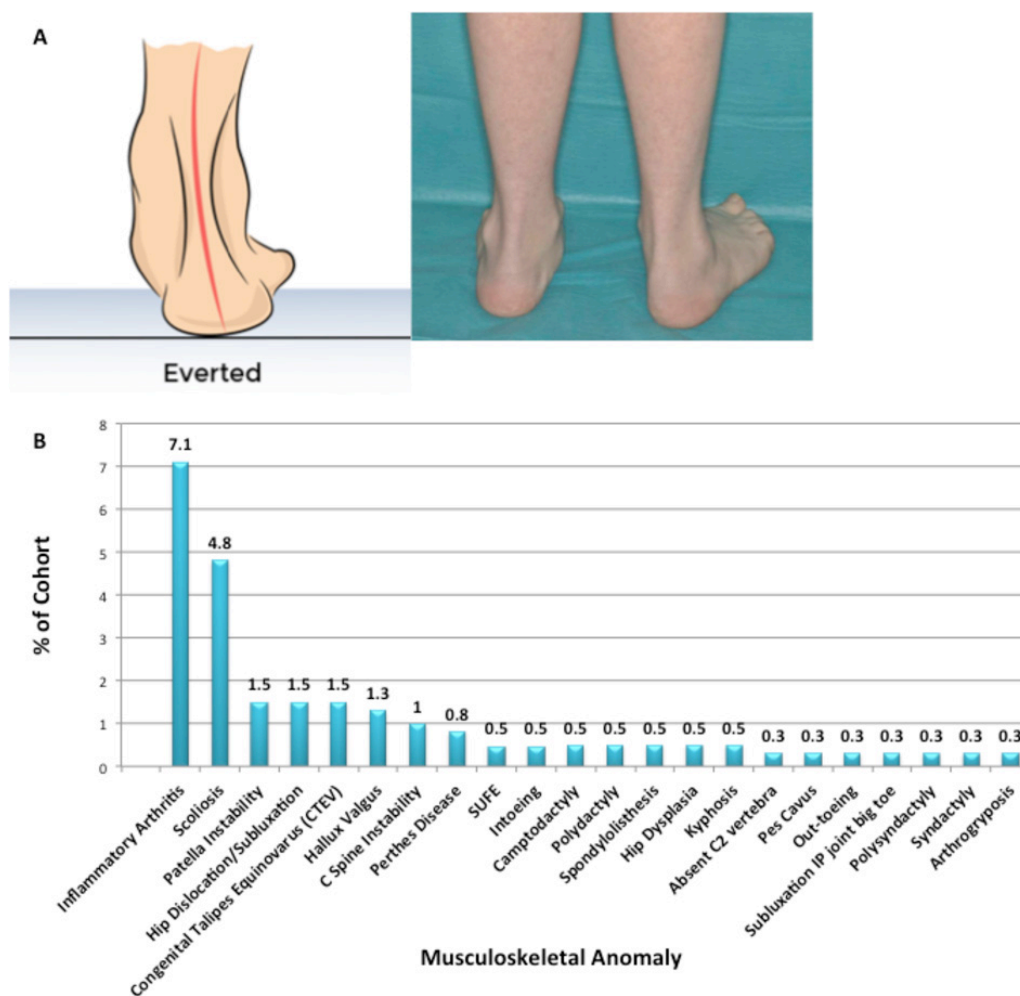 A
Everted
B
% of Cohort
8
7
6
5
4
3
2
1
0
7.1
4.8
1.5
1.5
1.5
1.3
1
0.8
0.5
0.5
0.5
0.5
0.5
0.5
0.5
0.3
0.3
0.3
0.3
0.3
0.3
0.3
Inflammatory Arthritis
Scoliosis
Patella Instability
Hip Dislocation/Subluxation
Congenital Talipes Equinovarus (CTEV)
Hallux Valgus
C Spine Instability
Perthes Disease
SUFE
Intoeing
Camptodactyly
Polydactyly
Spondylolisthesis
Hip Dysplasia
Kyphosis
Absent C2 vertebra
Pes Cavus
Out-toeing
Subluxation IP joint big toe
Polysyndactyly
Syndactyly
Arthrogryposis
Musculoskeletal Anomaly